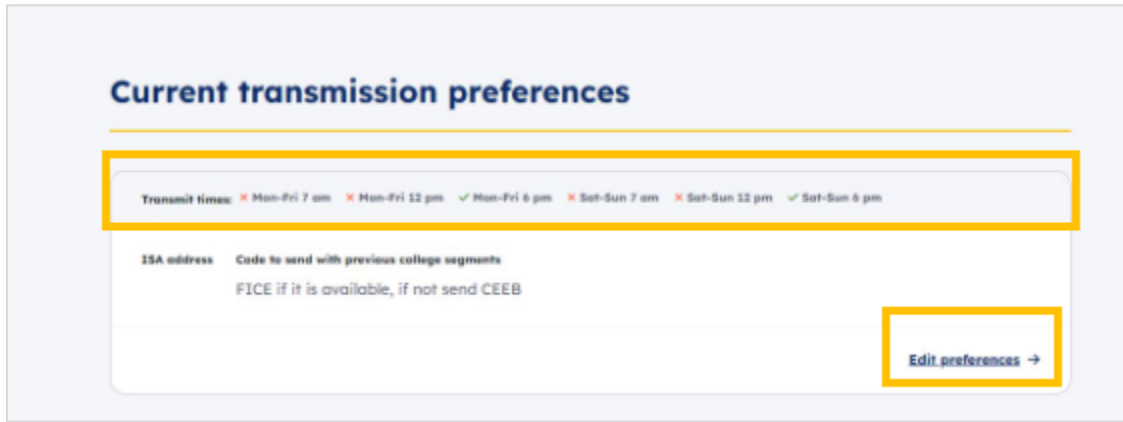 Current transmission preferences
Transmit times: × Mon-Fri 7 am × Mon-Fri 12 pm ✓ Mon-Fri 6 pm × Sat-Sun 7 am × Sat-Sun 12 pm ✓ Sat-Sun 6 pm
ISA address Code to send with previous college segments
FICE if it is available, if not send CEEB
Edit preferences →